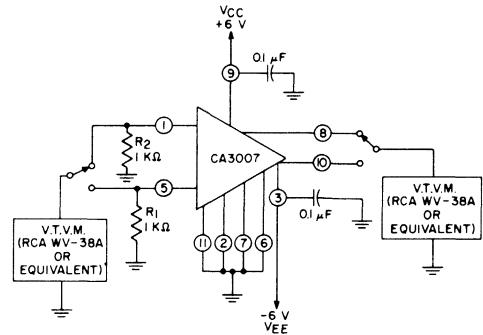 VCC
+6 V
0.1 μF
9
1
8
R2
1 KΩ
CA3007
10
5
3
R1
1 KΩ
0.1 μF
V.T.V.M.
(RCA WV-38A
OR
EQUIVALENT)
11
2
7
6
V.T.V.M.
(RCA WV-38A
OR
EQUIVALENT)
-6 V
VEE